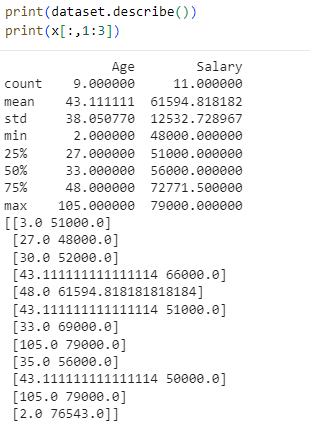 print(dataset.describe())
print(x[:,1:3])
Age Salary
count 9.000000 11.000000
mean 43.111111 61594.818182
std 38.050770 12532.728967
min 2.000000 48000.000000
25% 27.000000 51000.000000
50% 33.000000 56000.000000
75% 48.000000 72771.500000
max 105.000000 79000.000000
[[3.0 51000.0]
[27.0 48000.0]
[30.0 52000.0]
[43.111111111111114 66000.0]
[48.0 61594.818181818184]
[43.111111111111114 51000.0]
[33.0 69000.0]
[105.0 79000.0]
[35.0 56000.0]
[43.111111111111114 50000.0]
[105.0 79000.0]
[2.0 76543.0]]